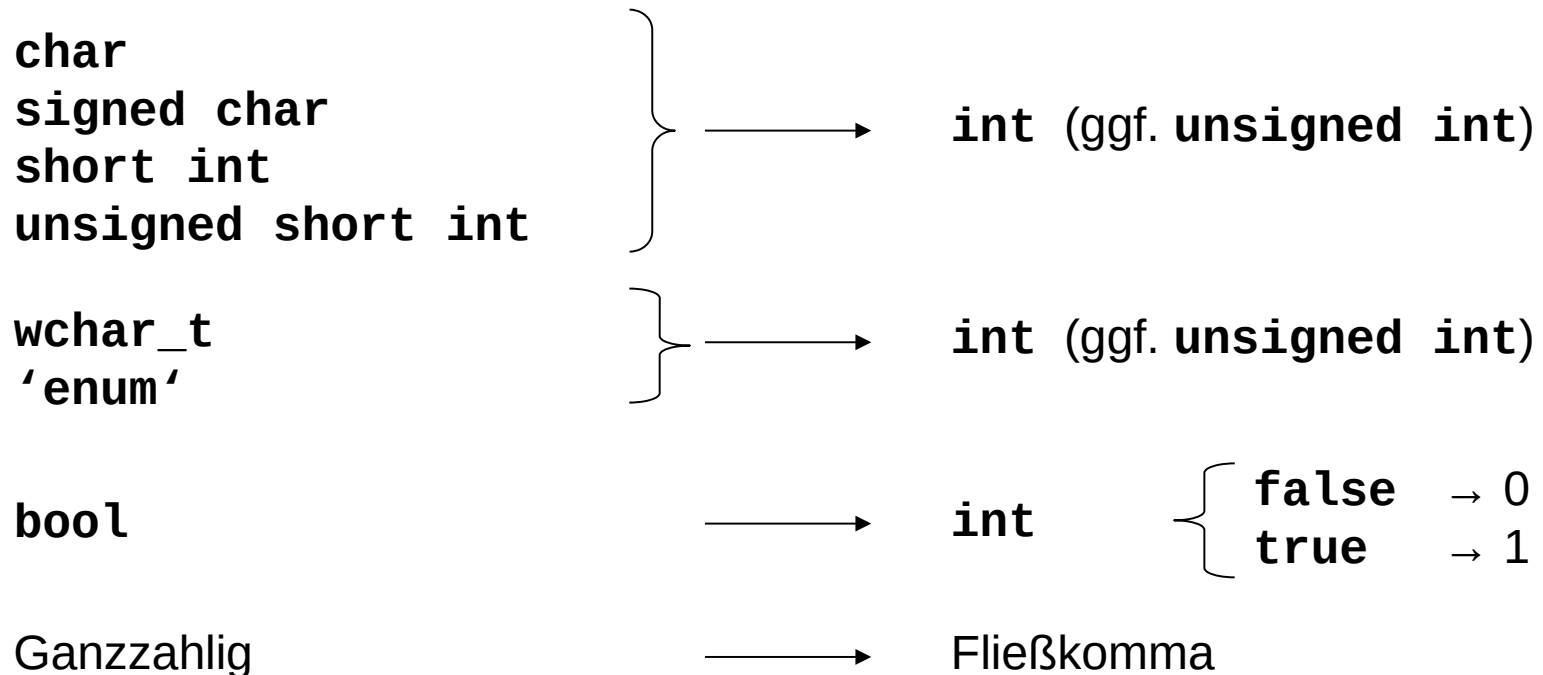 char
signed char
short int
unsigned short int
int (ggf. unsigned int)
wchar_t
‘enum‘
int (ggf. unsigned int)
bool
int
false → 0
true → 1
Ganzzahlig
Fließkomma